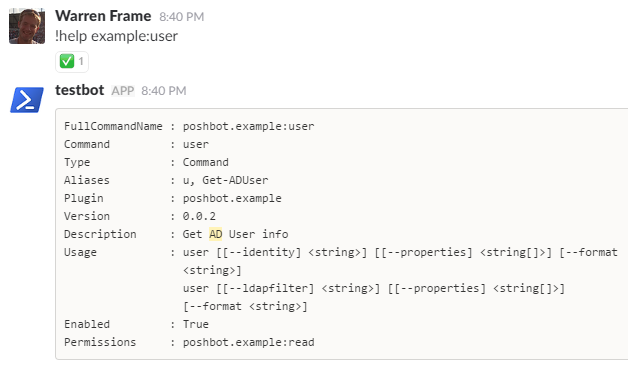 Warren Frame 8:40 PM
!help example:user
✅ 1
testbot APP 8:40 PM
FullCommandName : poshbot.example:user
Command : user
Type : Command
Aliases : u, Get-ADUser
Plugin : poshbot.example
Version : 0.0.2
Description : Get AD User info
Usage : user [[--identity] <string>] [[--properties] <string[]>] [--format
<string>]
user [[--ldapfilter] <string>] [[--properties] <string[]>]
[--format <string>]
Enabled : True
Permissions : poshbot.example:read